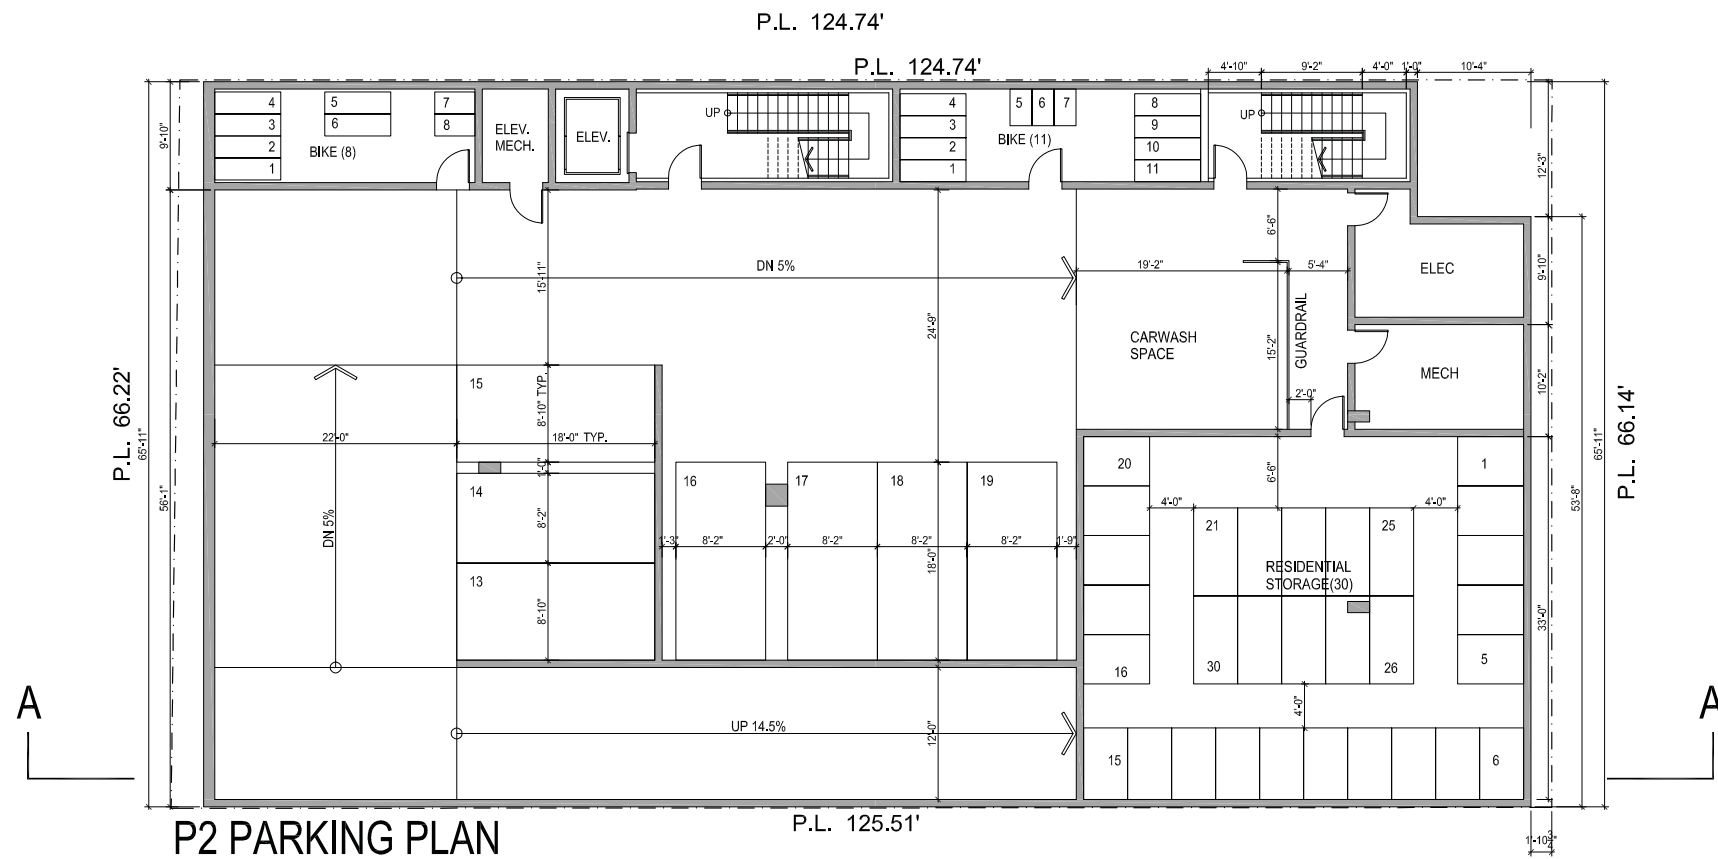 P.L. 124.74'
P.L. 124.74'
4'-10"
9'-2"
4'-0"
1'-0"
10'-4"
4
3
2
1
5
6
7
8
BIKE (8)
ELEV.
MECH.
ELEV.
UP
4
3
2
1
5
6
7
BIKE (11)
8
9
10
11
UP
9'-10"
12'-3"
6'-6"
15'-11"
DN 5%
19'-2"
5'-4"
ELEC
9'-10"
24'-9"
CARWASH
SPACE
15'-2"
GUARDRAIL
MECH
10'-2"
2'-0"
P.L. 66.22'
65'-11"
56'-1"
P.L. 66.14'
65'-11"
53'-8"
15
8'-10" TYP.
22'-0"
18'-0" TYP.
1'-0"
14
8'-2"
13
8'-10"
DN 5%
16
17
18
19
1'-3"
8'-2"
2'-0"
8'-2"
8'-2"
8'-2"
1'-9"
18'-0"
6'-6"
20
1
4'-0"
4'-0"
21
25
RESIDENTIAL
STORAGE(30)
33'-0"
16
30
26
5
4'-0"
15
6
UP 14.5%
12'-0"
A
A
P.L. 125.51'
P2 PARKING PLAN
1'-10¾"